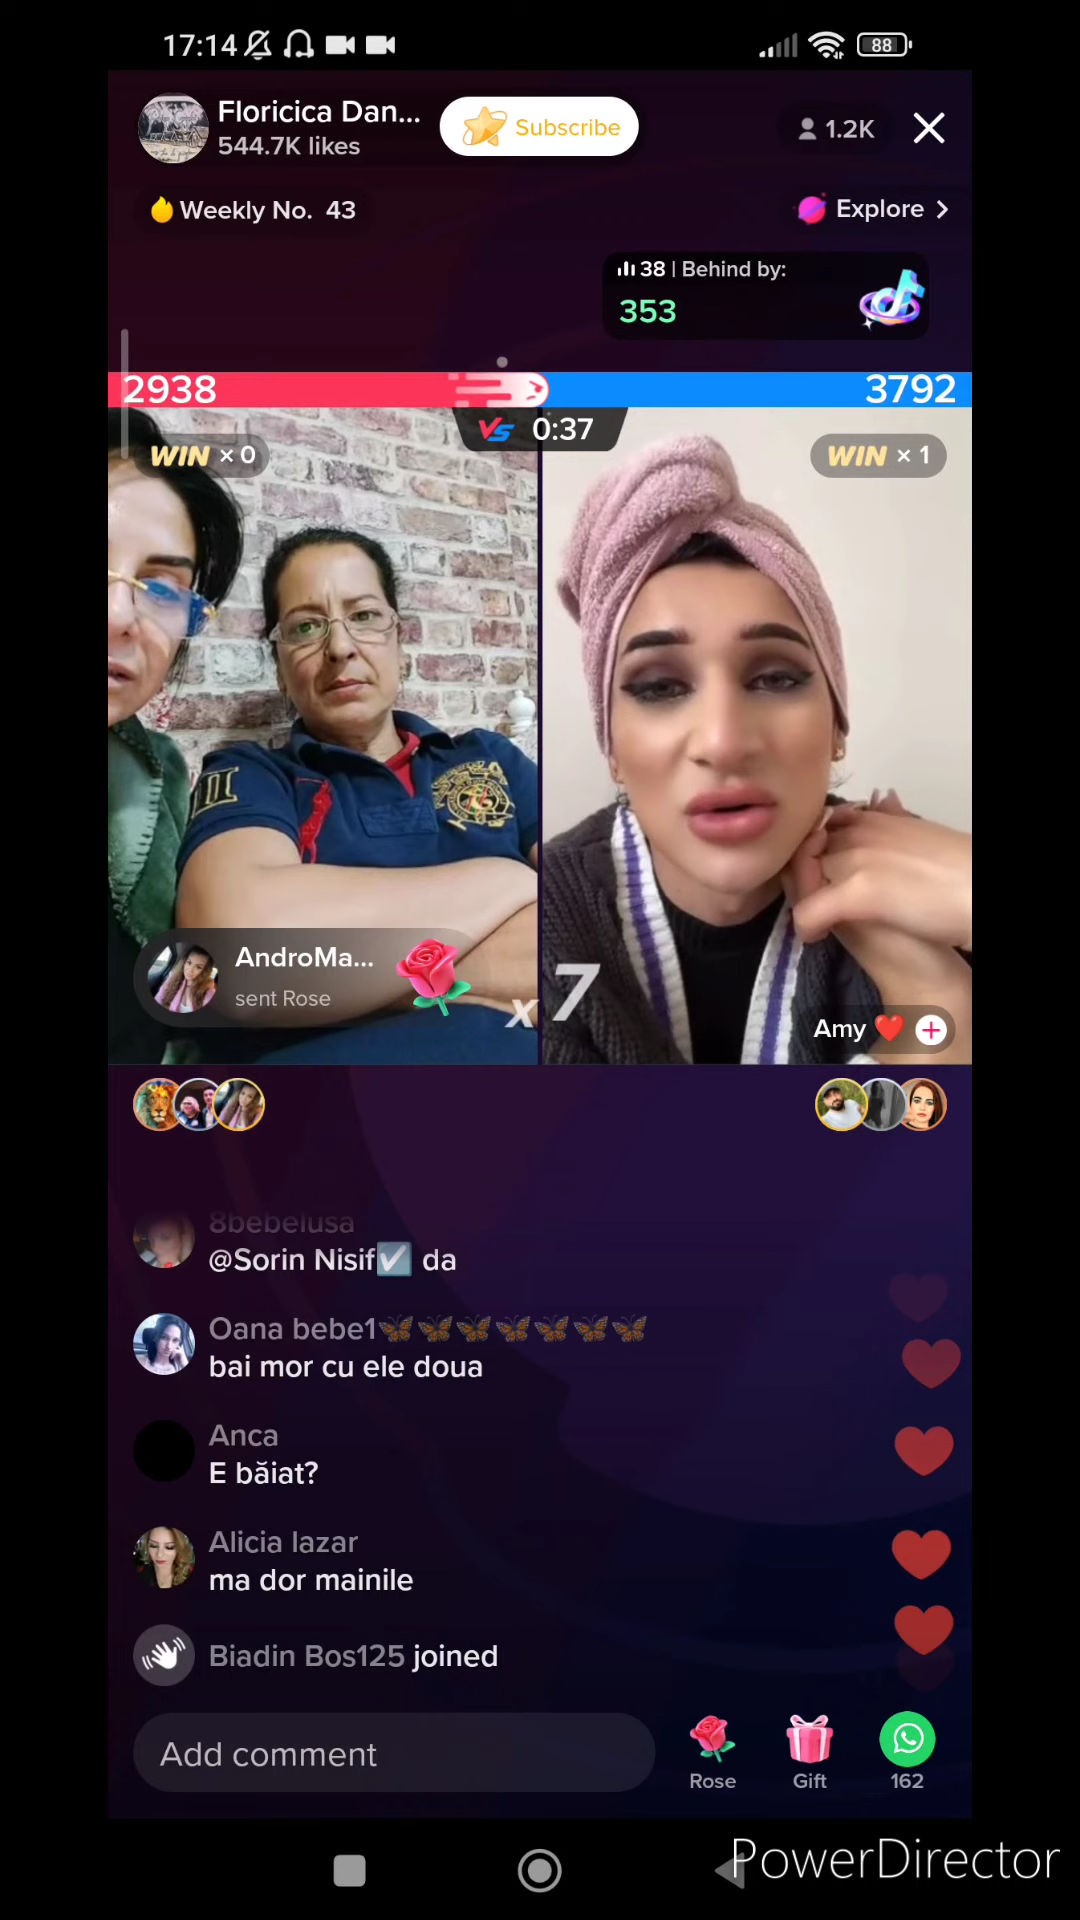 17:14
88
Floricica Dan...
544.7K likes
Subscribe
1.2K
Weekly No. 43
Explore
38 | Behind by:
353
2938
3792
VS 0:37
WIN × 0
WIN × 1
AndroMa...
sent Rose
x7
Amy ❤️
8bebelusa
@Sorin Nisif☑️ da
Oana bebe1🦋🦋🦋🦋🦋🦋🦋
bai mor cu ele doua
Anca
E băiat?
Alicia lazar
ma dor mainile
Biadin Bos125 joined
Add comment
Rose
Gift
162
PowerDirector